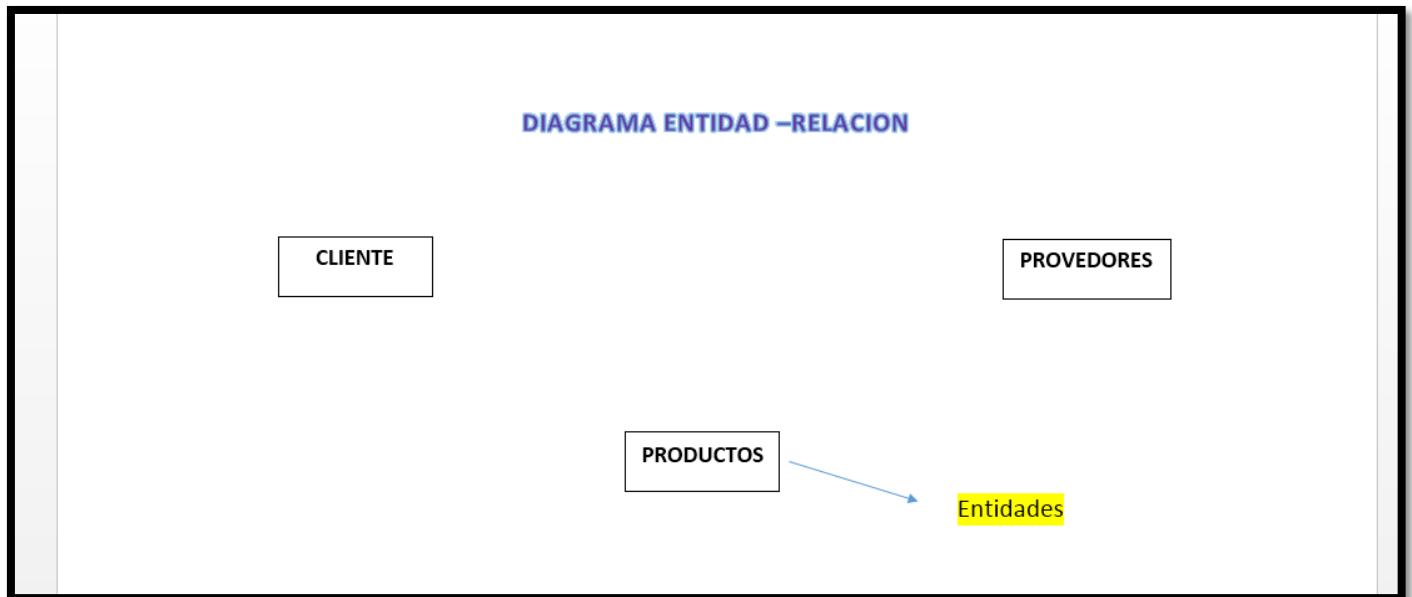 DIAGRAMA ENTIDAD –RELACION
CLIENTE
PROVEDORES
PRODUCTOS
Entidades